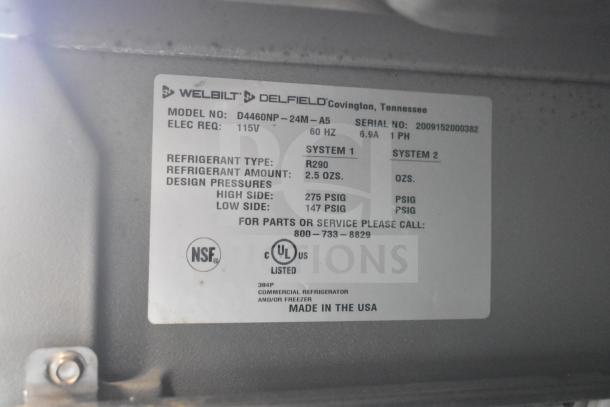 WELBILT DELFIELD Covington, Tennessee
MODEL NO: D4460NP-24M-A5 SERIAL NO: 2009152000382
ELEC REQ: 115V 60 HZ 6.9A 1 PH
SYSTEM 1 SYSTEM 2
REFRIGERANT TYPE: R290
REFRIGERANT AMOUNT: 2.5 OZS. OZS.
DESIGN PRESSURES
HIGH SIDE: 275 PSIG PSIG
LOW SIDE: 147 PSIG PSIG
FOR PARTS OR SERVICE PLEASE CALL:
800-733-8829
NSF
C UL US
LISTED
384P
COMMERCIAL REFRIGERATOR
AND/OR FREEZER
MADE IN THE USA